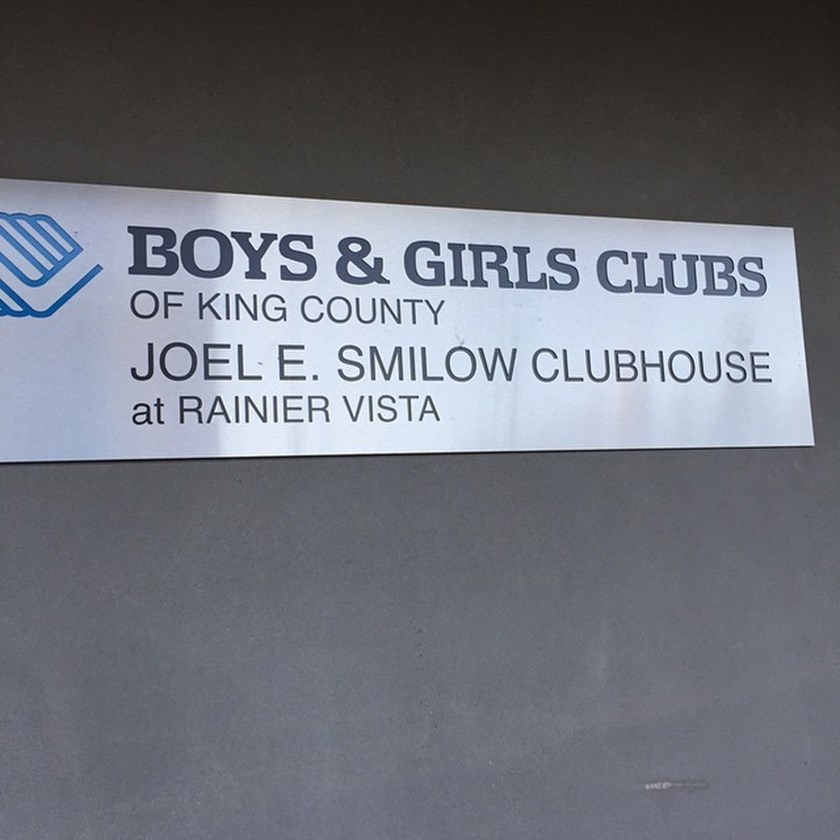 BOYS & GIRLS CLUBS
OF KING COUNTY
JOEL E. SMILOW CLUBHOUSE
at RAINIER VISTA